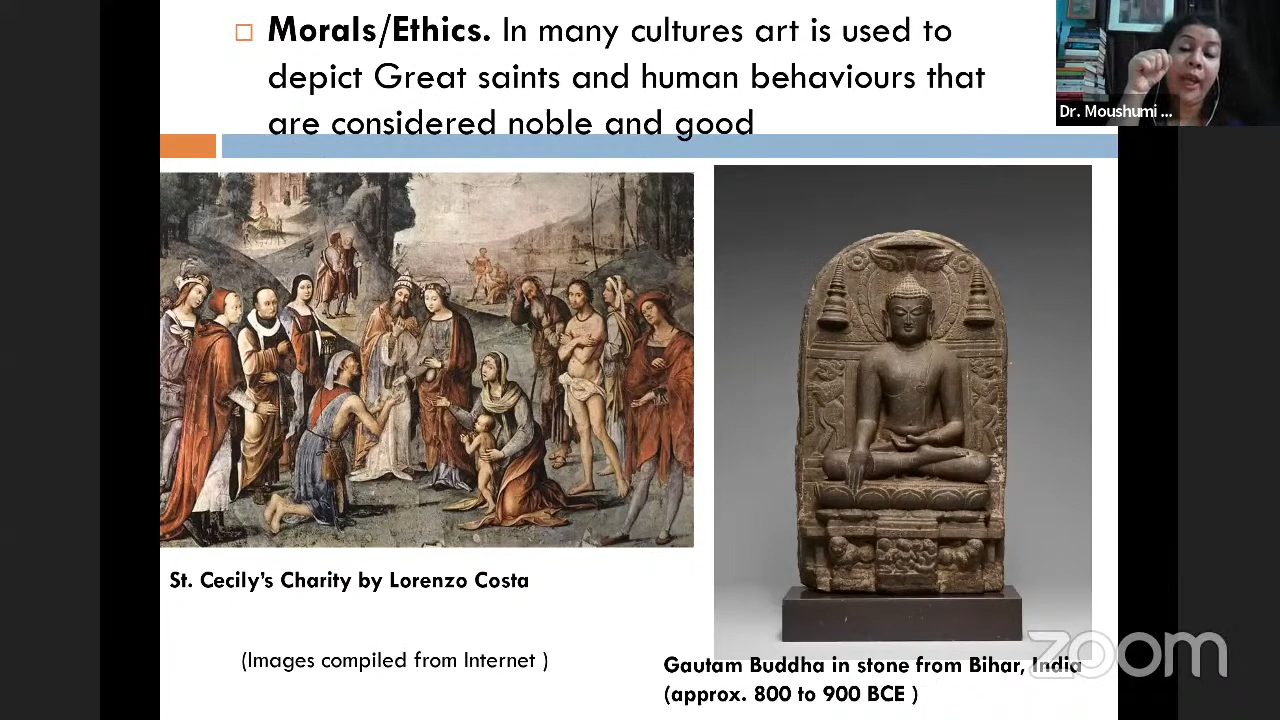 Morals/Ethics. In many cultures art is used to
depict Great saints and human behaviours that
are considered noble and good
Dr. Moushumi ...
St. Cecily's Charity by Lorenzo Costa
(Images compiled from Internet )
Gautam Buddha in stone from Bihar, India
(approx. 800 to 900 BCE )
zoom